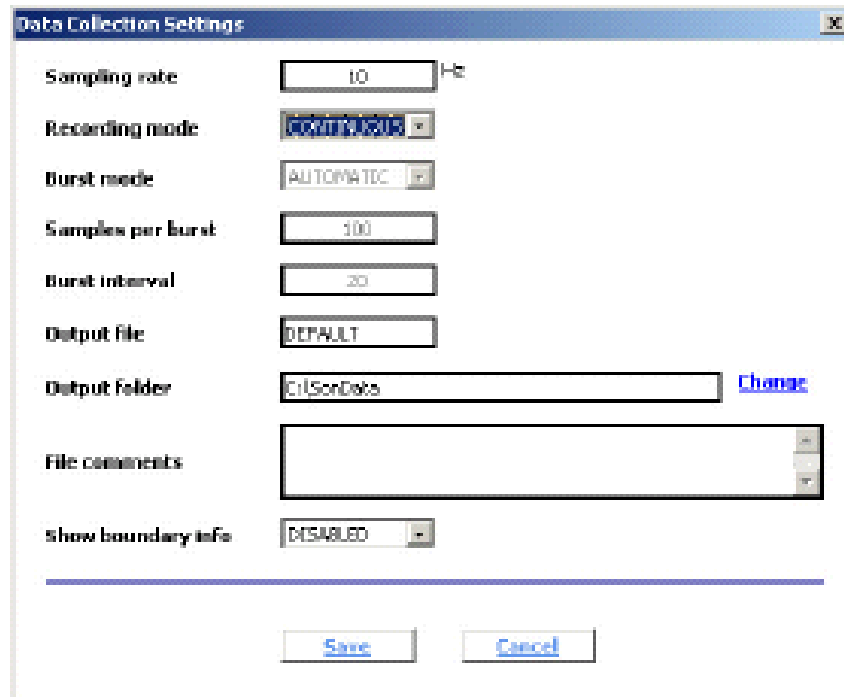 Data Collection Settings
Sampling rate 10 Hz
Recording mode CONTINUOUS
Burst mode AUTOMATIC
Samples per burst 100
Burst interval 20
Output file DEFAULT
Output folder C:\SonData Change
File comments
Show boundary info DISABLED
Save Cancel